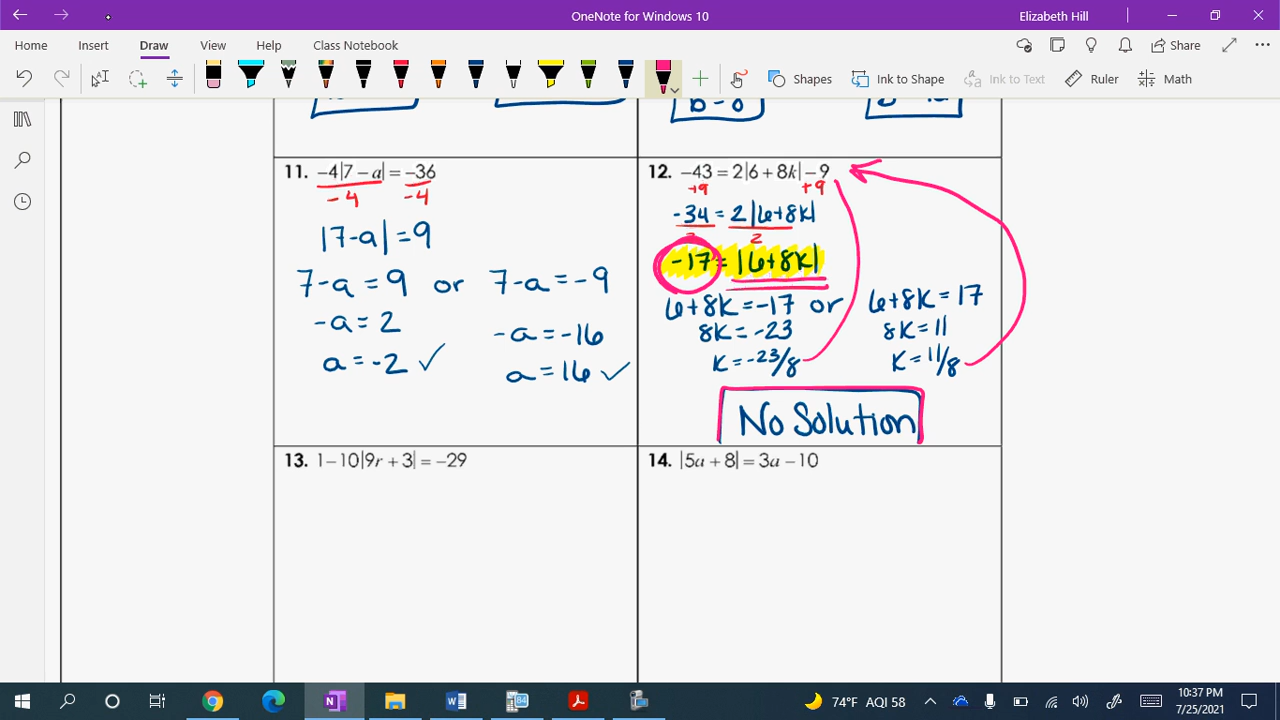 OneNote for Windows 10
Elizabeth Hill
Home Insert Draw View Help Class Notebook Share
Shapes Ink to Shape Ink to Text Ruler Math
11. −4|7 − a| = −36
-4 -4
|7-a| = 9
7-a = 9 or 7-a = -9
-a = 2 -a = -16
a = -2 ✓ a = 16 ✓
12. −43 = 2|6 + 8k| − 9
+9 +9
-34 = 2|6+8k|
2 2
-17 = |6+8k|
6+8k = -17 or 6+8k = 17
8k = -23 8k = 11
k = -23/8 k = 11/8
No Solution
13. 1 − 10|9r + 3| = −29
14. |5a + 8| = 3a − 10
74°F AQI 58
10:37 PM
7/25/2021